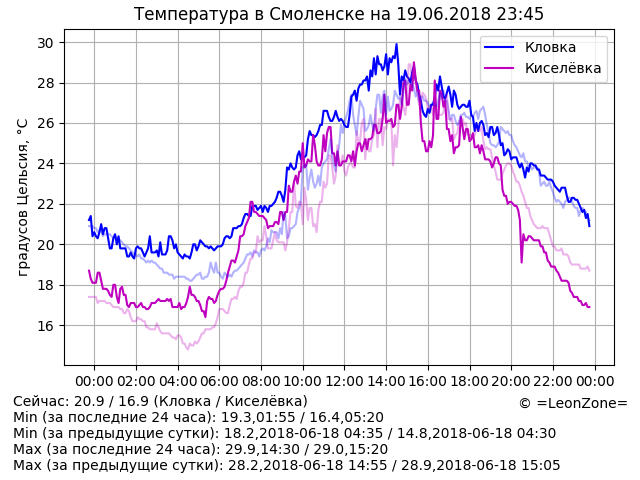 Температура в Смоленске на 19.06.2018 23:45
Кловка
Киселёвка
градусов Цельсия, °C
30
28
26
24
22
20
18
16
00:00 02:00 04:00 06:00 08:00 10:00 12:00 14:00 16:00 18:00 20:00 22:00 00:00
Сейчас: 20.9 / 16.9 (Кловка / Киселёвка)
© =LeonZone=
Min (за последние 24 часа): 19.3,01:55 / 16.4,05:20
Min (за предыдущие сутки): 18.2,2018-06-18 04:35 / 14.8,2018-06-18 04:30
Max (за последние 24 часа): 29.9,14:30 / 29.0,15:20
Max (за предыдущие сутки): 28.2,2018-06-18 14:55 / 28.9,2018-06-18 15:05